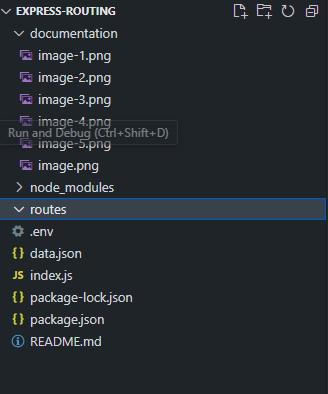 EXPRESS-ROUTING
documentation
image-1.png
image-2.png
image-3.png
image-4.png
Run and Debug (Ctrl+Shift+D)
image-5.png
image.png
node_modules
routes
.env
{} data.json
JS index.js
{} package-lock.json
{} package.json
README.md